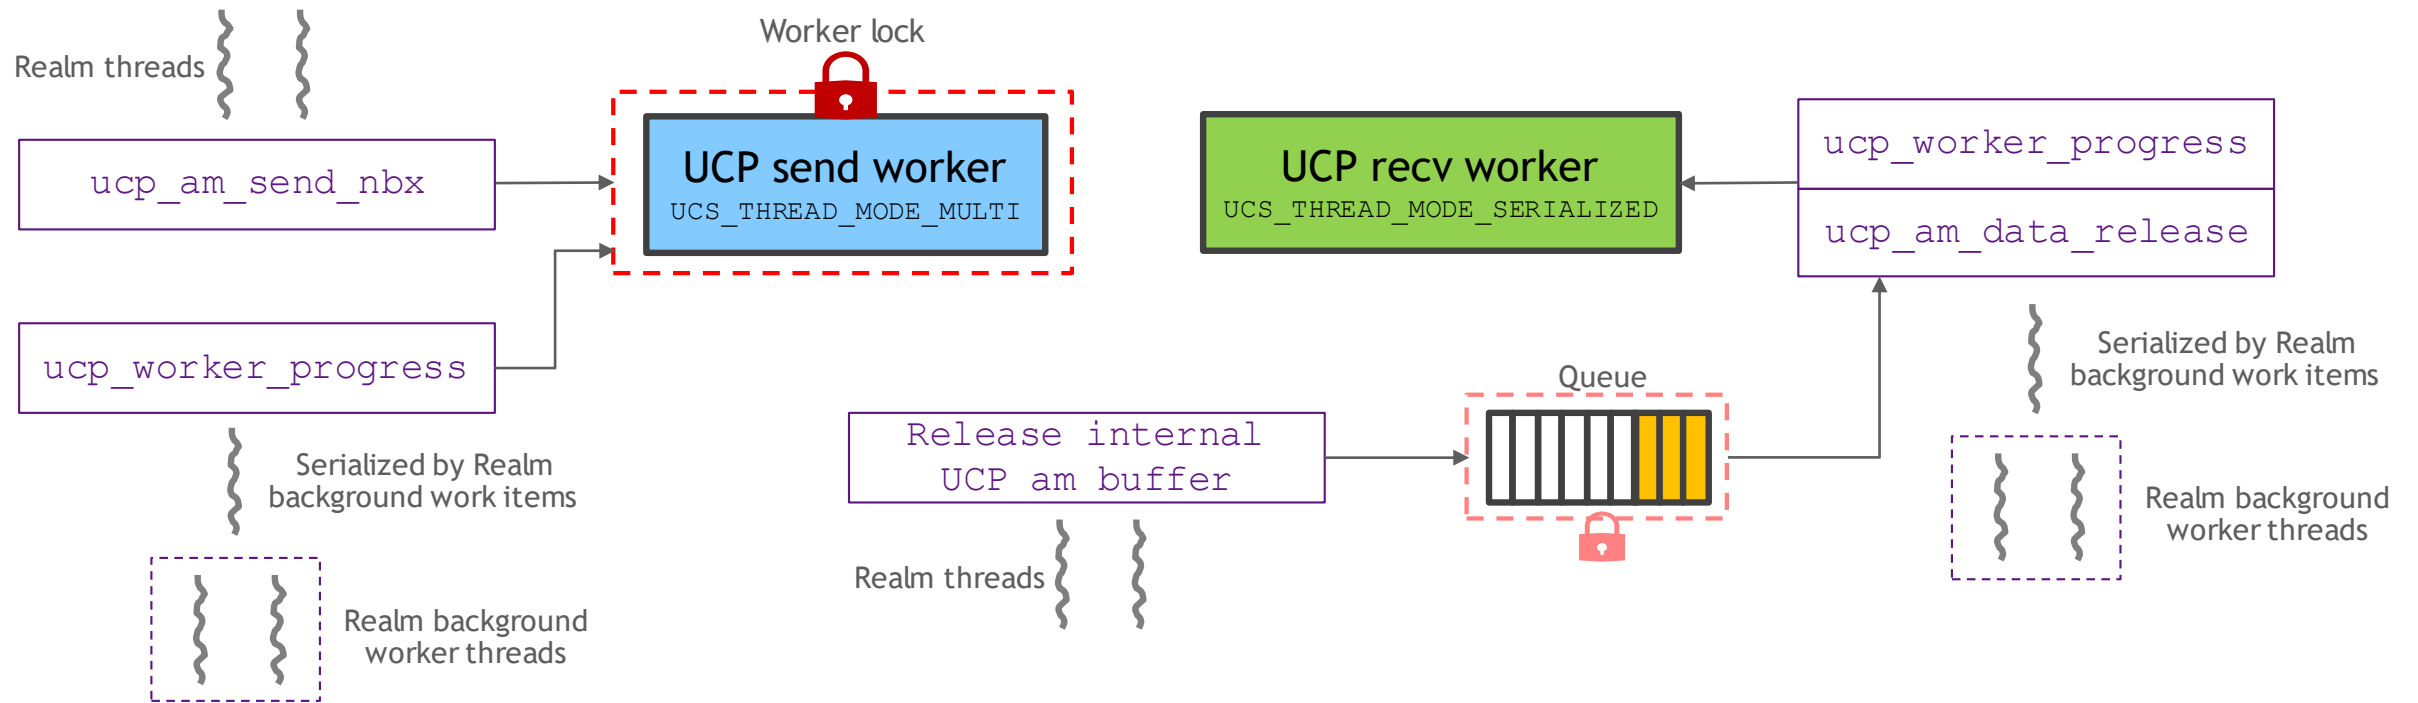 Realm threads
ucp_am_send_nbx
ucp_worker_progress
Serialized by Realm
background work items
Realm background
worker threads
Worker lock
UCP send worker
UCS_THREAD_MODE_MULTI
UCP recv worker
UCS_THREAD_MODE_SERIALIZED
ucp_worker_progress
ucp_am_data_release
Release internal
UCP am buffer
Realm threads
Queue
Serialized by Realm
background work items
Realm background
worker threads